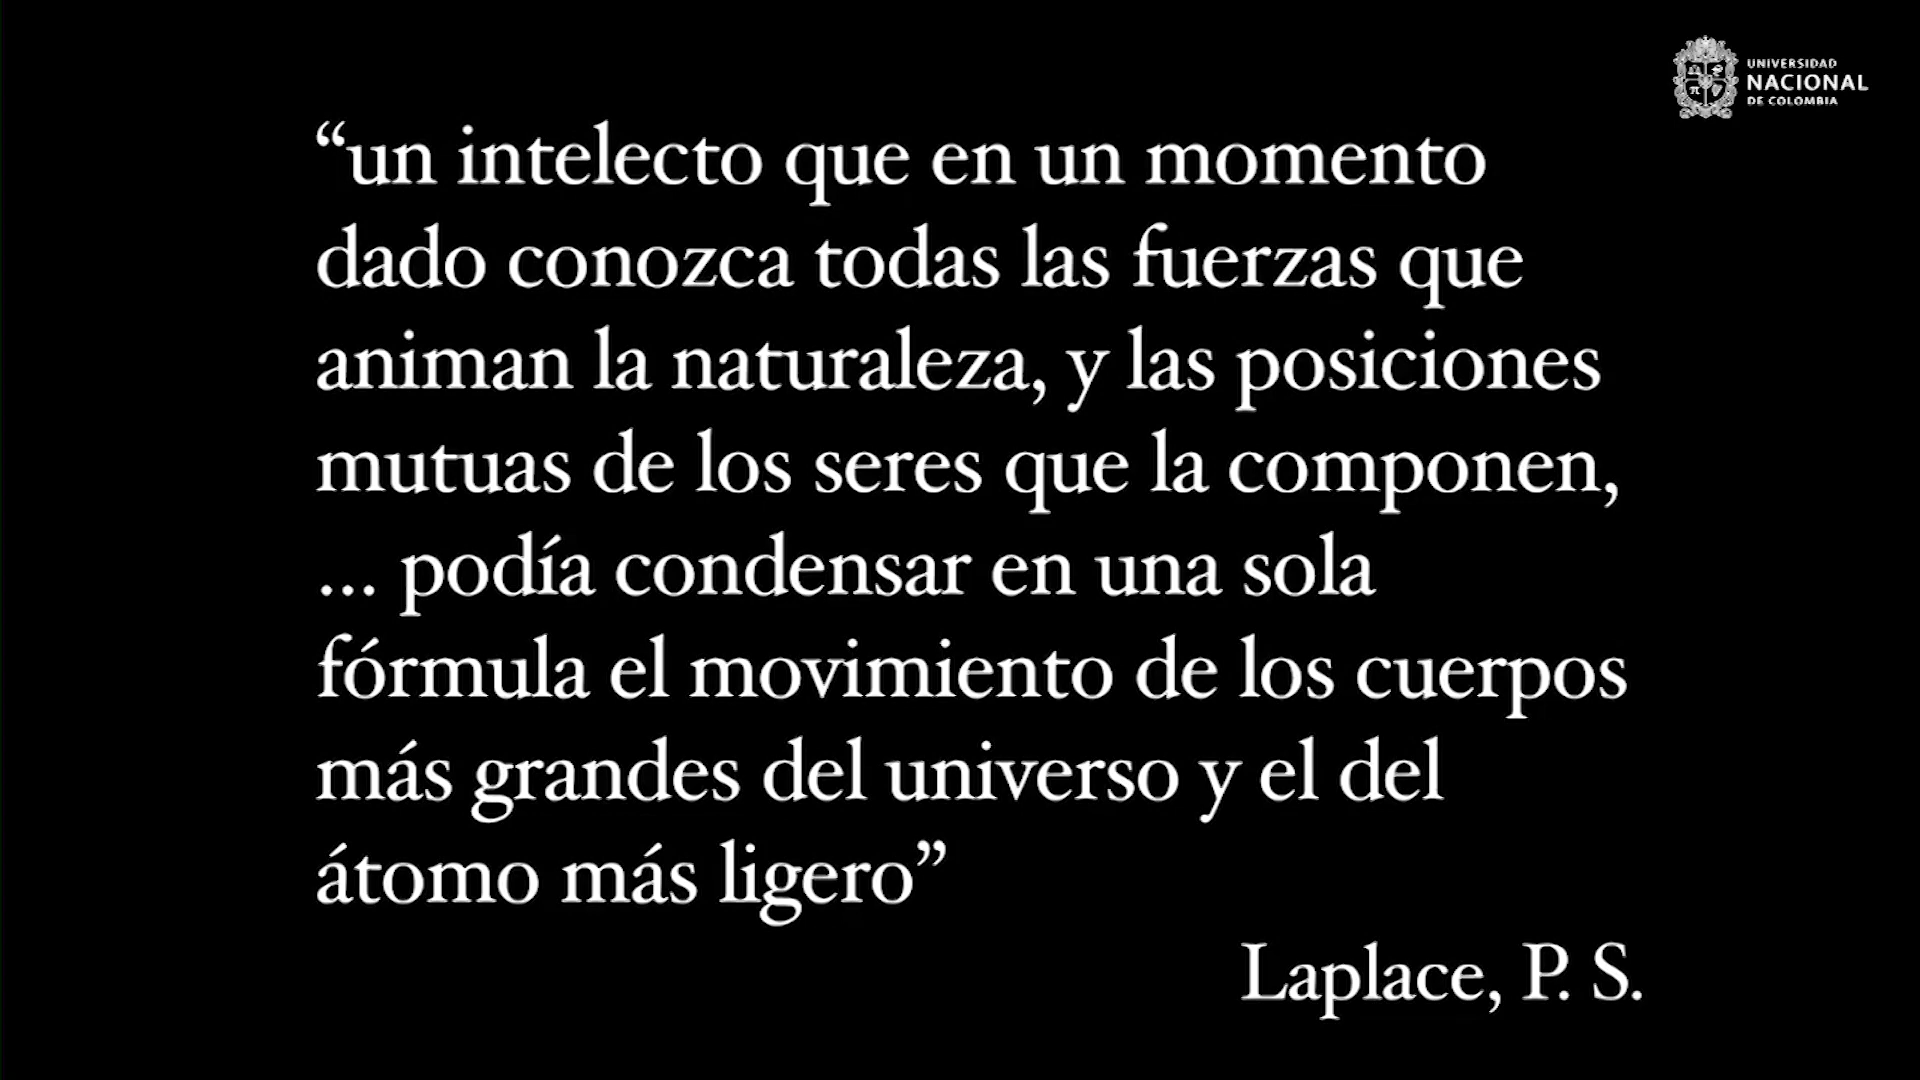 UNIVERSIDAD
NACIONAL
DE COLOMBIA
“un intelecto que en un momento
dado conozca todas las fuerzas que
animan la naturaleza, y las posiciones
mutuas de los seres que la componen,
... podía condensar en una sola
fórmula el movimiento de los cuerpos
más grandes del universo y el del
átomo más ligero”
Laplace, P. S.